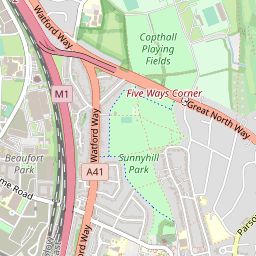 Watford Way
Copthall
Playing
Fields
M1
Five Ways Corner
Great North Way
Watford Way
Beaufort
Park
Sunnyhill
Park
A41
Watford Way